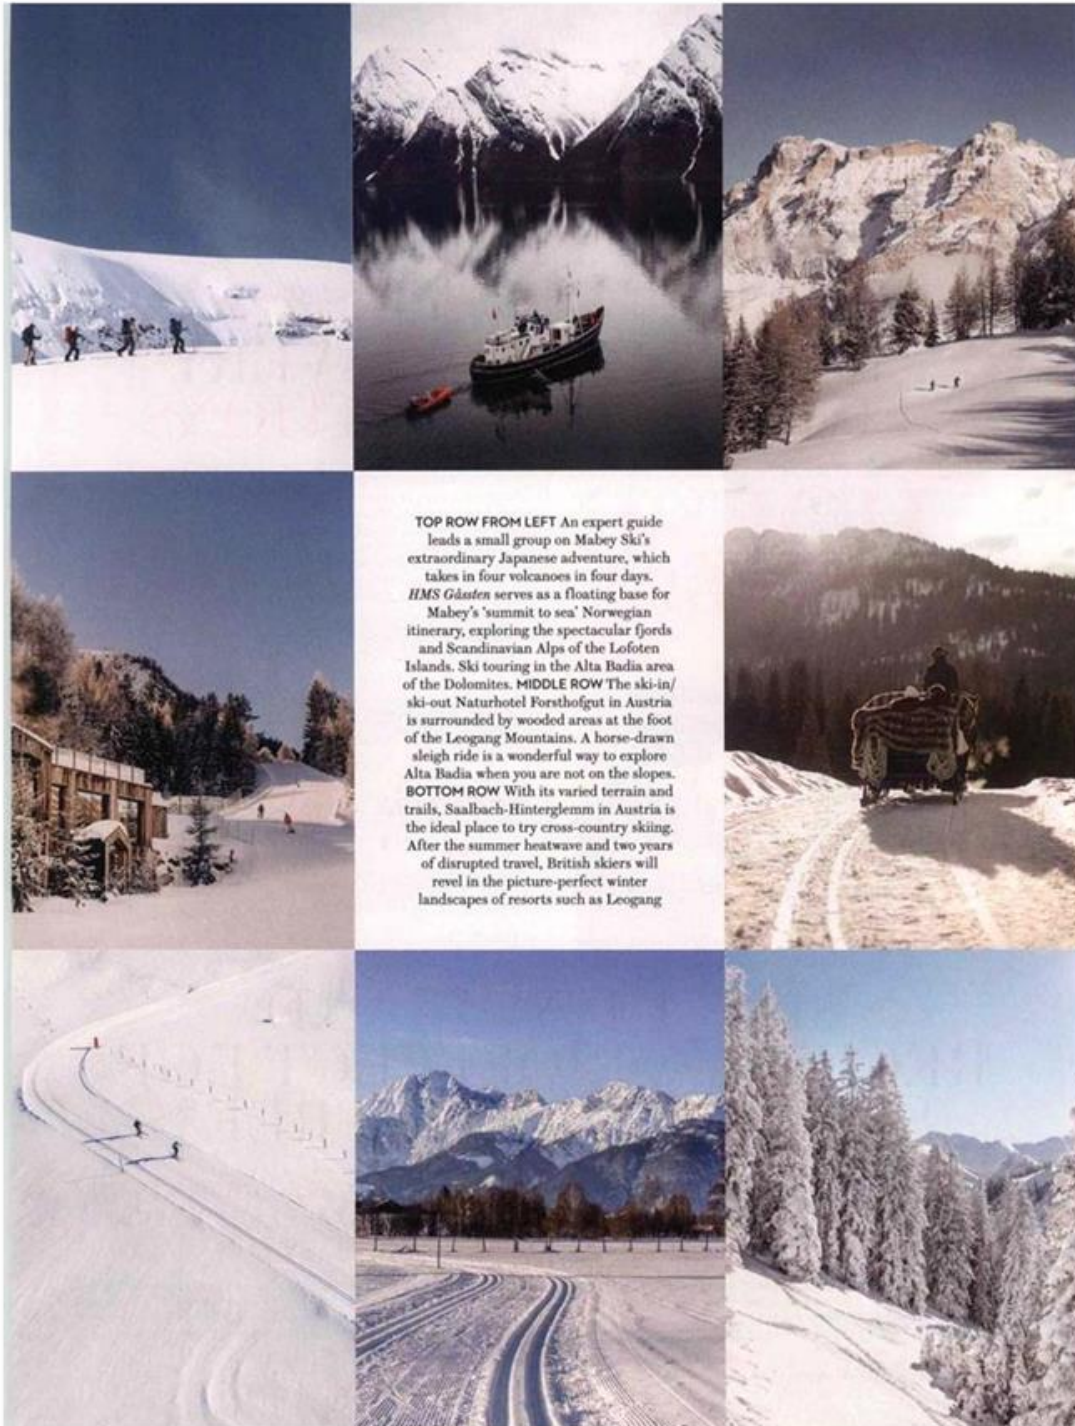 TOP ROW FROM LEFT An expert guide
leads a small group on Mabey Ski's
extraordinary Japanese adventure, which
takes in four volcanoes in four days.
HMS Gåssten serves as a floating base for
Mabey's 'summit to sea' Norwegian
itinerary, exploring the spectacular fjords
and Scandinavian Alps of the Lofoten
Islands. Ski touring in the Alta Badia area
of the Dolomites. MIDDLE ROW The ski-in/
ski-out Naturhotel Forsthofgut in Austria
is surrounded by wooded areas at the foot
of the Leogang Mountains. A horse-drawn
sleigh ride is a wonderful way to explore
Alta Badia when you are not on the slopes.
BOTTOM ROW With its varied terrain and
trails, Saalbach-Hinterglemm in Austria is
the ideal place to try cross-country skiing.
After the summer heatwave and two years
of disrupted travel, British skiers will
revel in the picture-perfect winter
landscapes of resorts such as Leogang